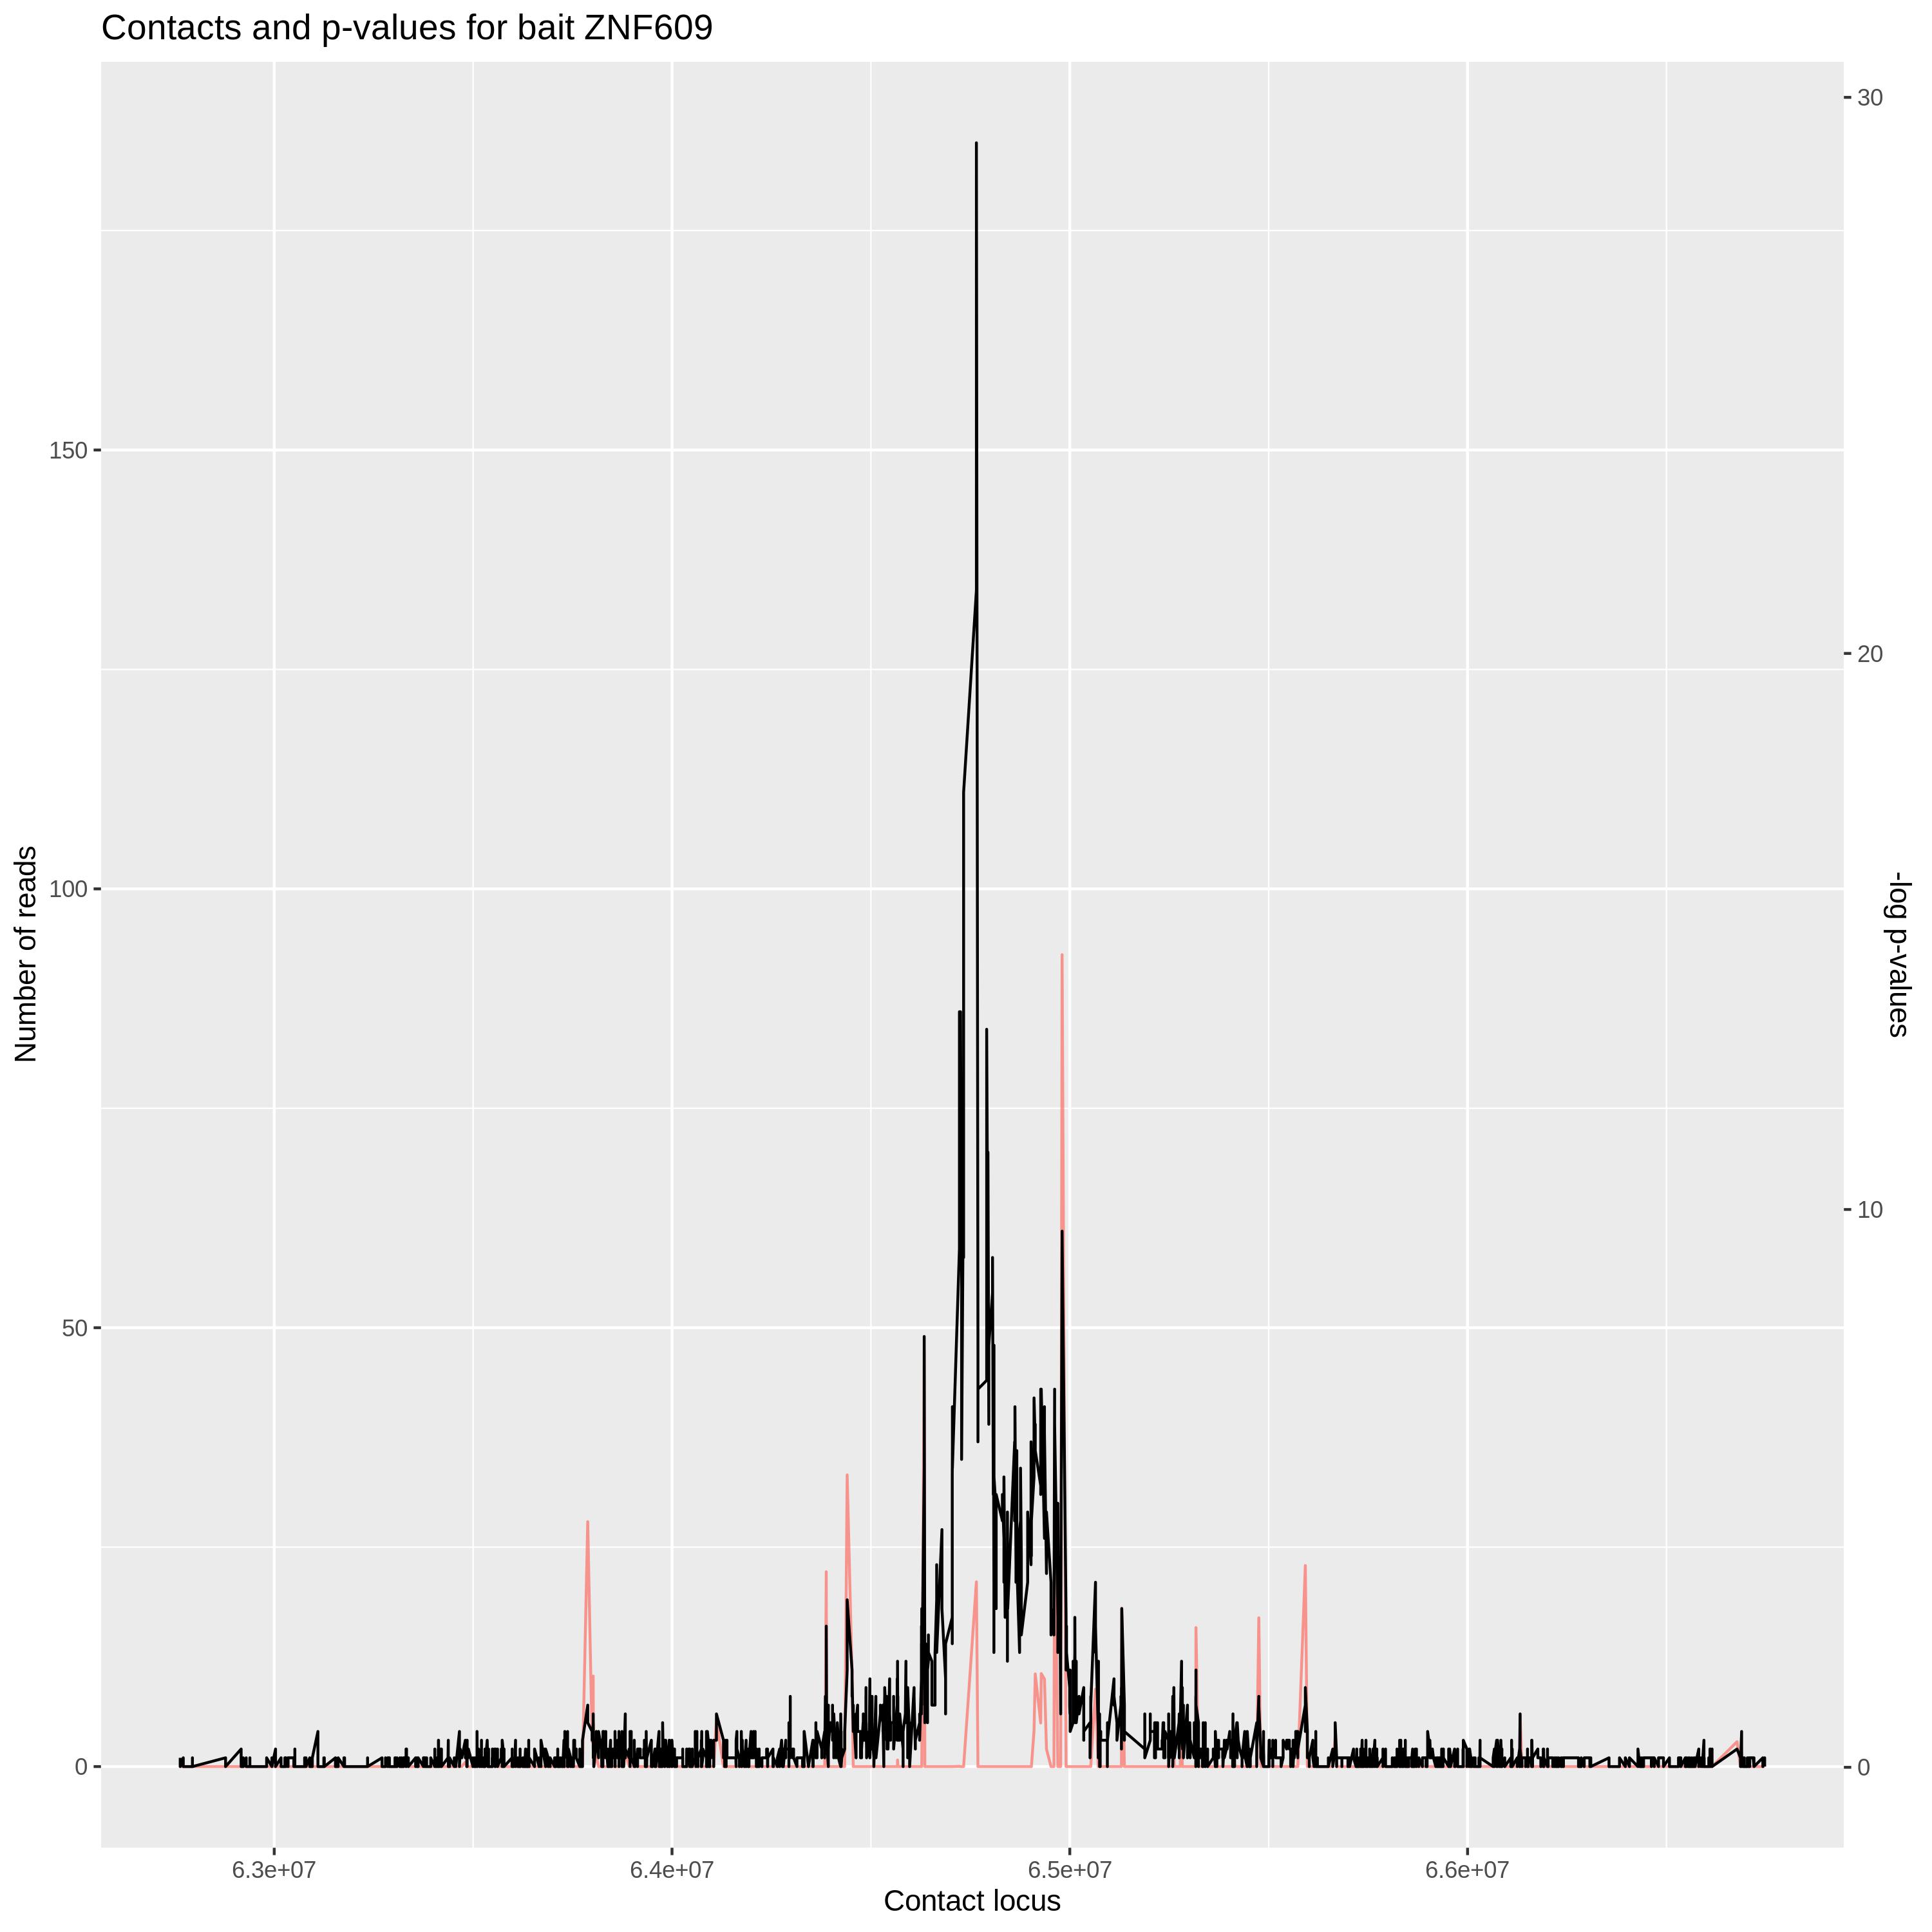 Contacts and p-values for bait ZNF609
30
150
20
Number of reads
100
-log p-values
10
50
0
0
6.3e+07
6.4e+07
6.5e+07
6.6e+07
Contact locus